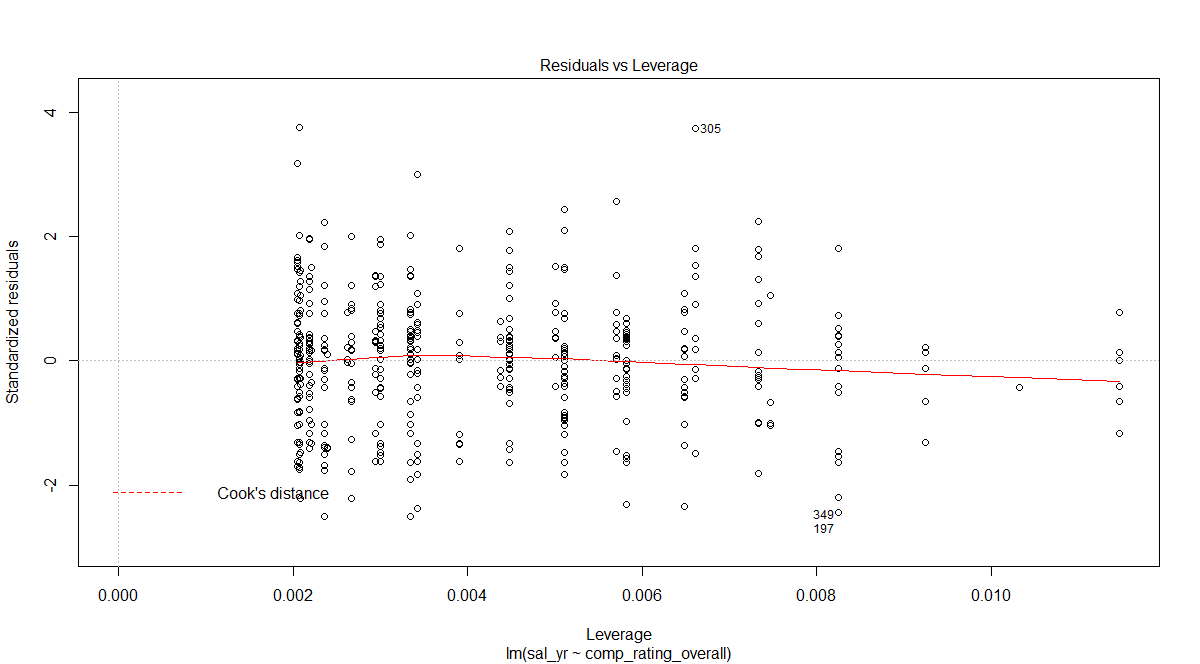 Residuals vs Leverage
4
2
0
-2
Standardized residuals
305
349
197
Cook's distance
0.000 0.002 0.004 0.006 0.008 0.010
Leverage
lm(sal_yr ~ comp_rating_overall)